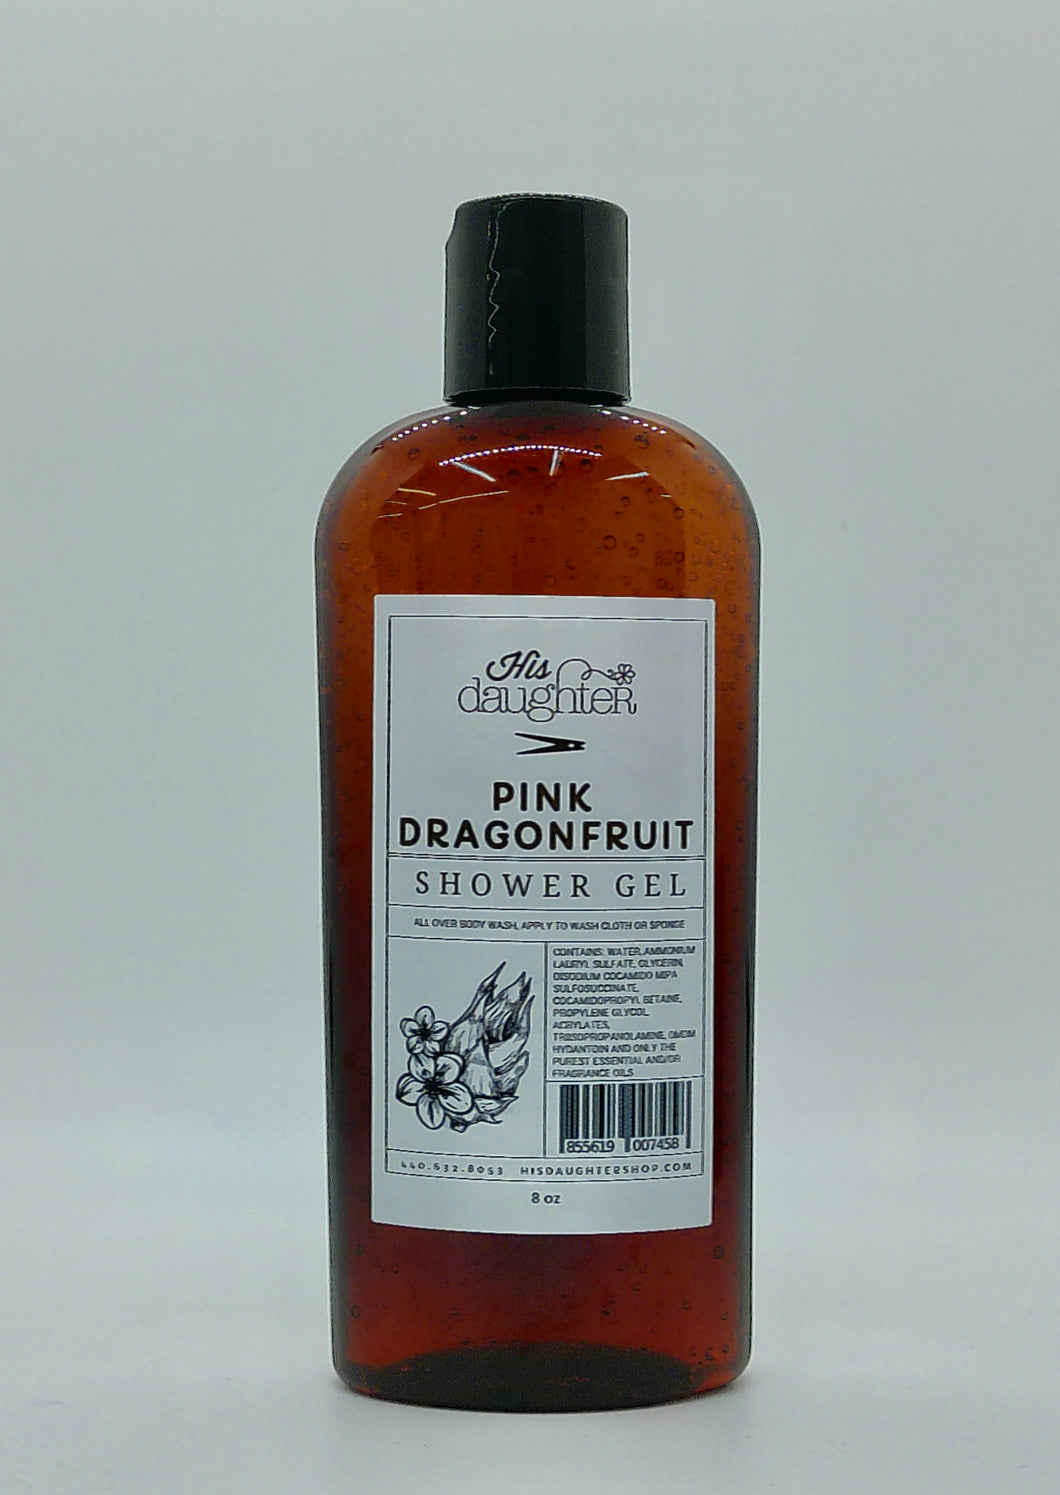 His
daughteR
PINK
DRAGONFRUIT
SHOWER GEL
ALL OVER BODY WASH, APPLY TO WASH CLOTH OR SPONGE
CONTAINS: WATER, AMMONIUM
LAURYL SULFATE, GLYCERIN,
DISODIUM COCAMIDO MIPA
SULFOSUCCINATE,
COCAMIDOPROPYL BETAINE,
PROPYLENE GLYCOL,
ACRYLATES,
TRIISOPROPANOLAMINE, DMDM
HYDANTOIN AND ONLY THE
PUREST ESSENTIAL AND/OR
FRAGRANCE OILS
855619 007458
440.632.8053 HISDAUGHTERSHOP.COM
8 oz